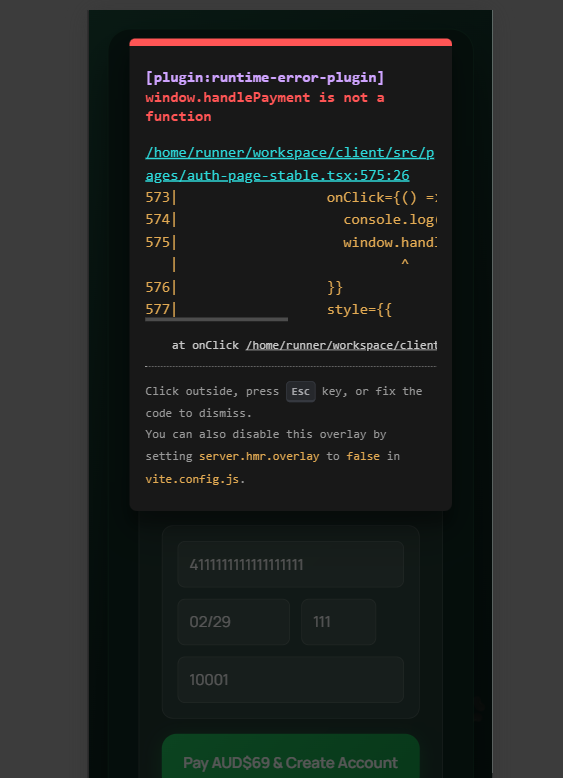 [plugin:runtime-error-plugin]
window.handlePayment is not a
function
/home/runner/workspace/client/src/p
ages/auth-page-stable.tsx:575:26
573| onClick={() =>
574| console.log(
575| window.handl
| ^
576| }}
577| style={{
at onClick /home/runner/workspace/client
Click outside, press Esc key, or fix the
code to dismiss.
You can also disable this overlay by
setting server.hmr.overlay to false in
vite.config.js.
4111111111111111111
02/29 111
10001
Pay AUD$69 & Create Account